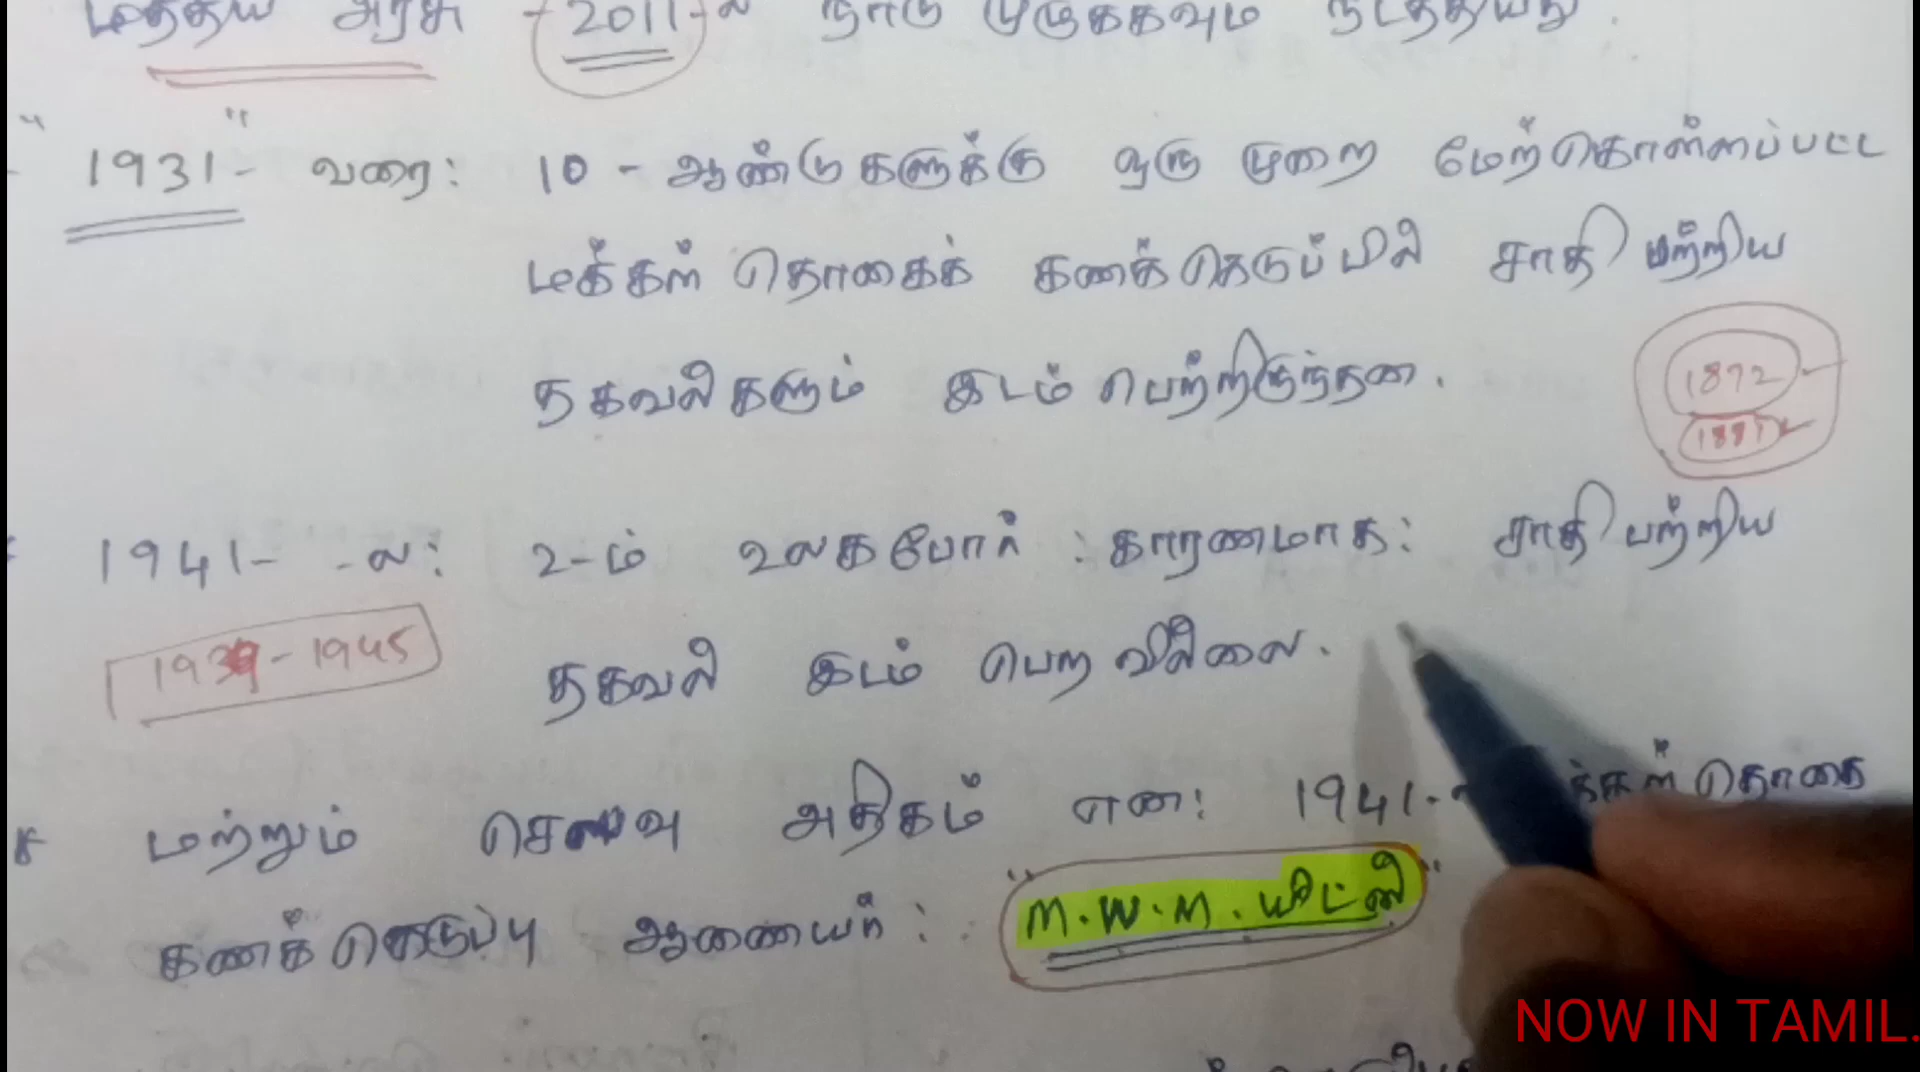 மத்திய அரசு - 2011 - ல் நாடு முழுக்கவும் நடத்தியது.
- "1931" - வரை: 10 - ஆண்டுகளுக்கு ஒரு முறை மேற்கொள்ளப்பட்ட
மக்கள் தொகைக் கணக்கெடுப்பில் சாதி பற்றிய
தகவல்களும் இடம் பெற்றிருந்தன.
1872
1881
1941 - ல: 2-ம் உலகபோர் : காரணமாக: சாதி பற்றிய
1939 - 1945
தகவல் இடம் பெறவில்லை.
மற்றும் செலவு அதிகம் என: 1941- தொகை
கணக்கெடுப்பு ஆணையர்: "M.W.M. யீட்ஸ்"
NOW IN TAMIL.